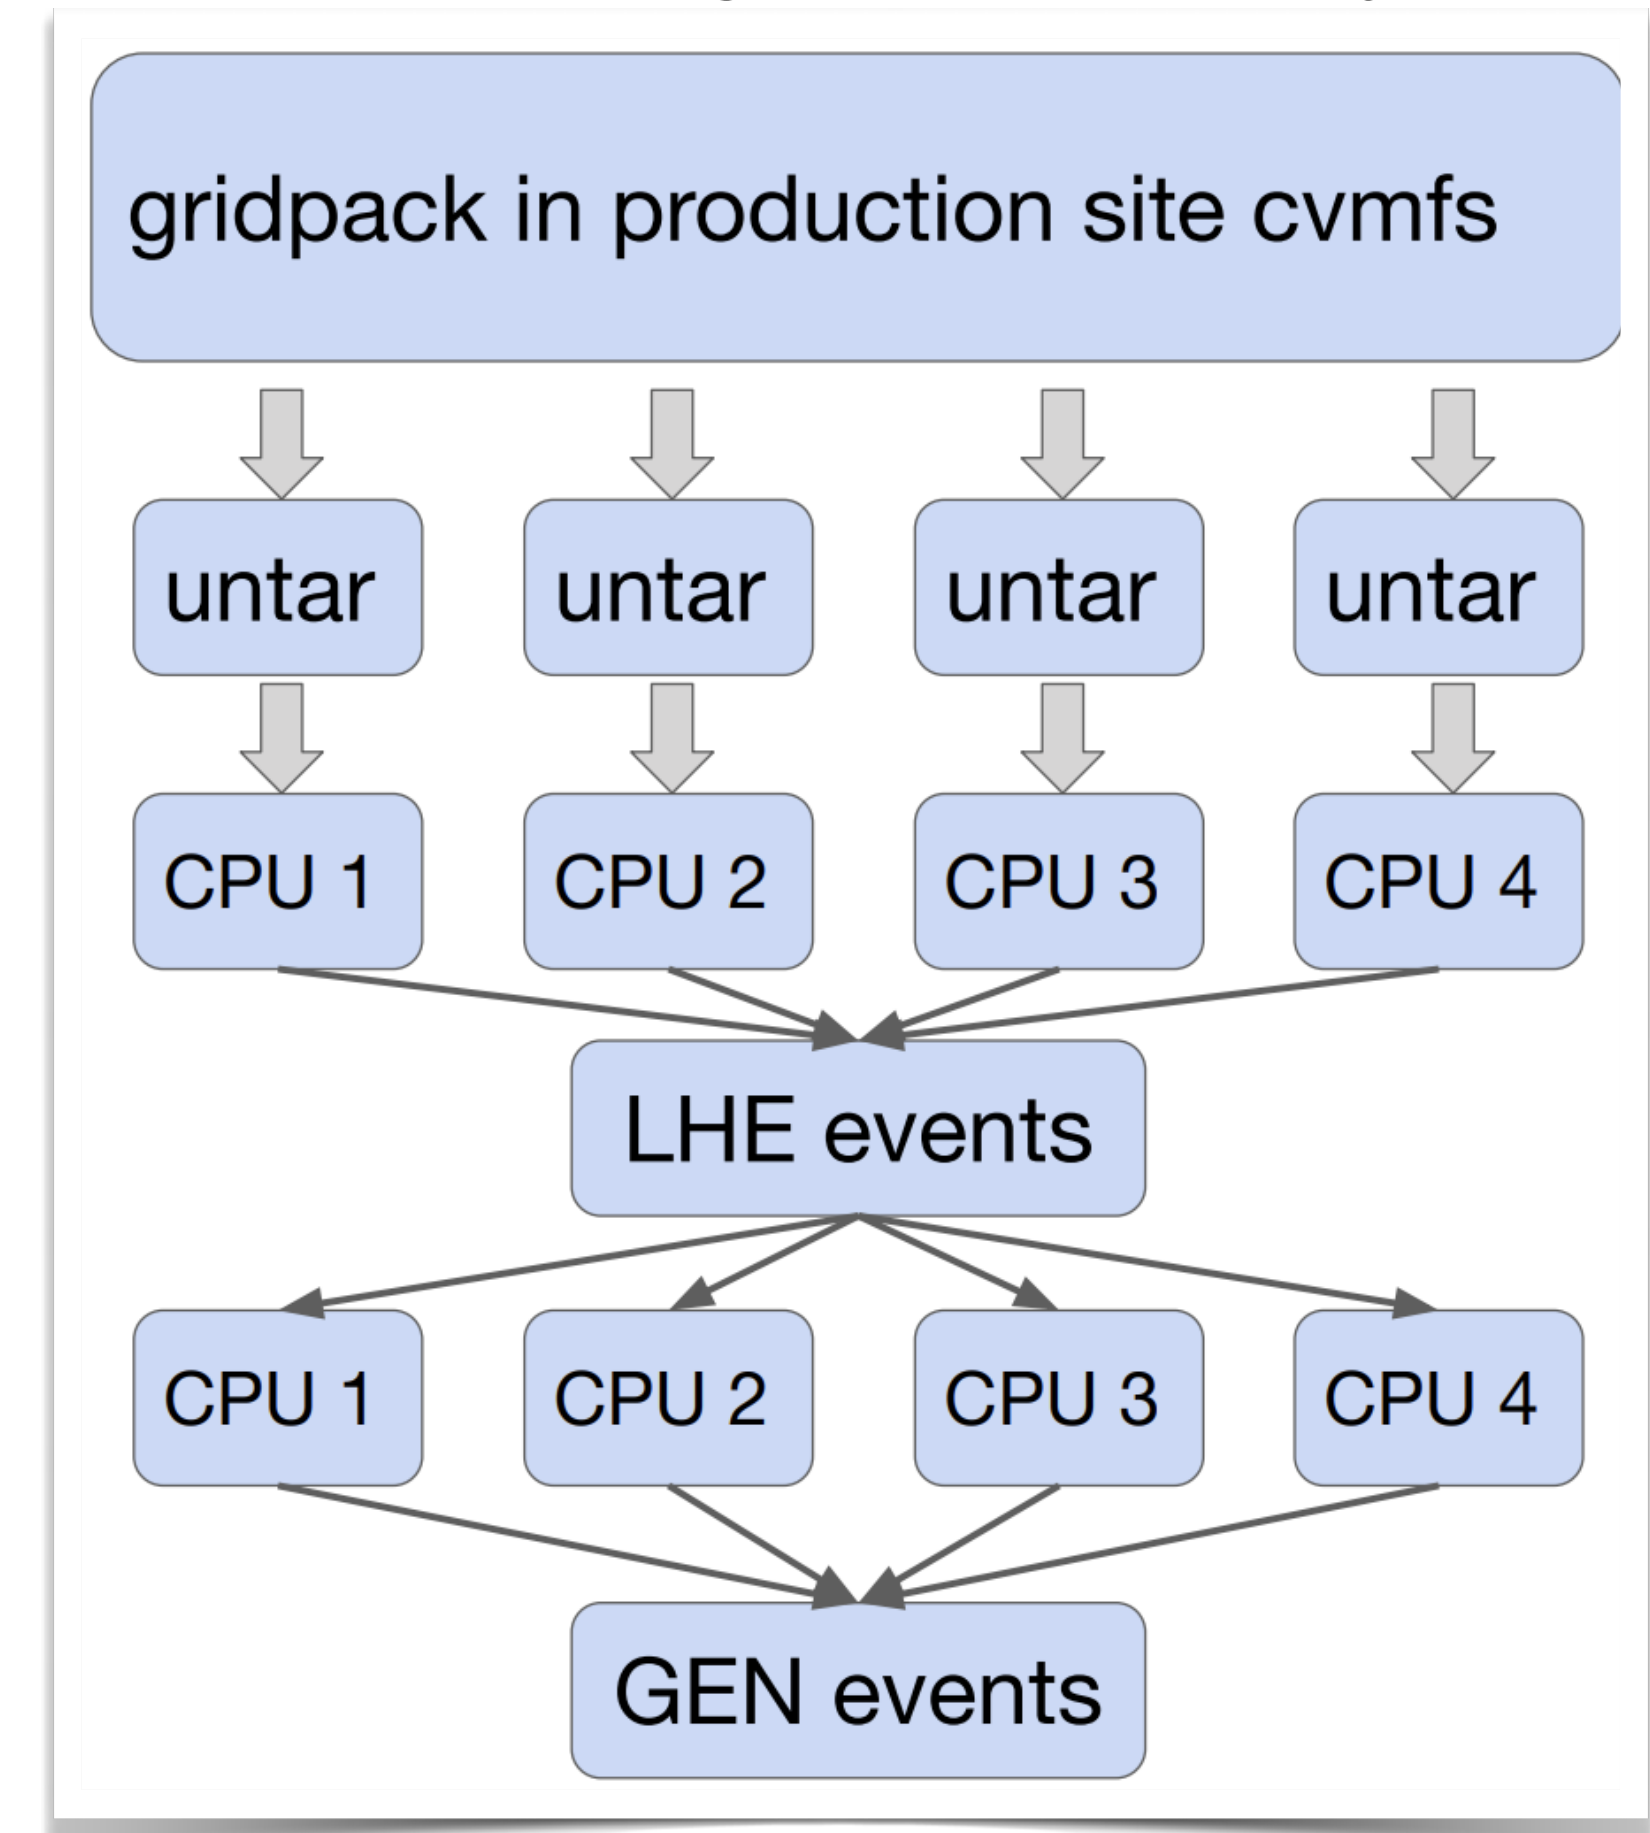 gridpack in production site cvmfs
untar untar untar untar
CPU 1 CPU 2 CPU 3 CPU 4
LHE events
CPU 1 CPU 2 CPU 3 CPU 4
GEN events